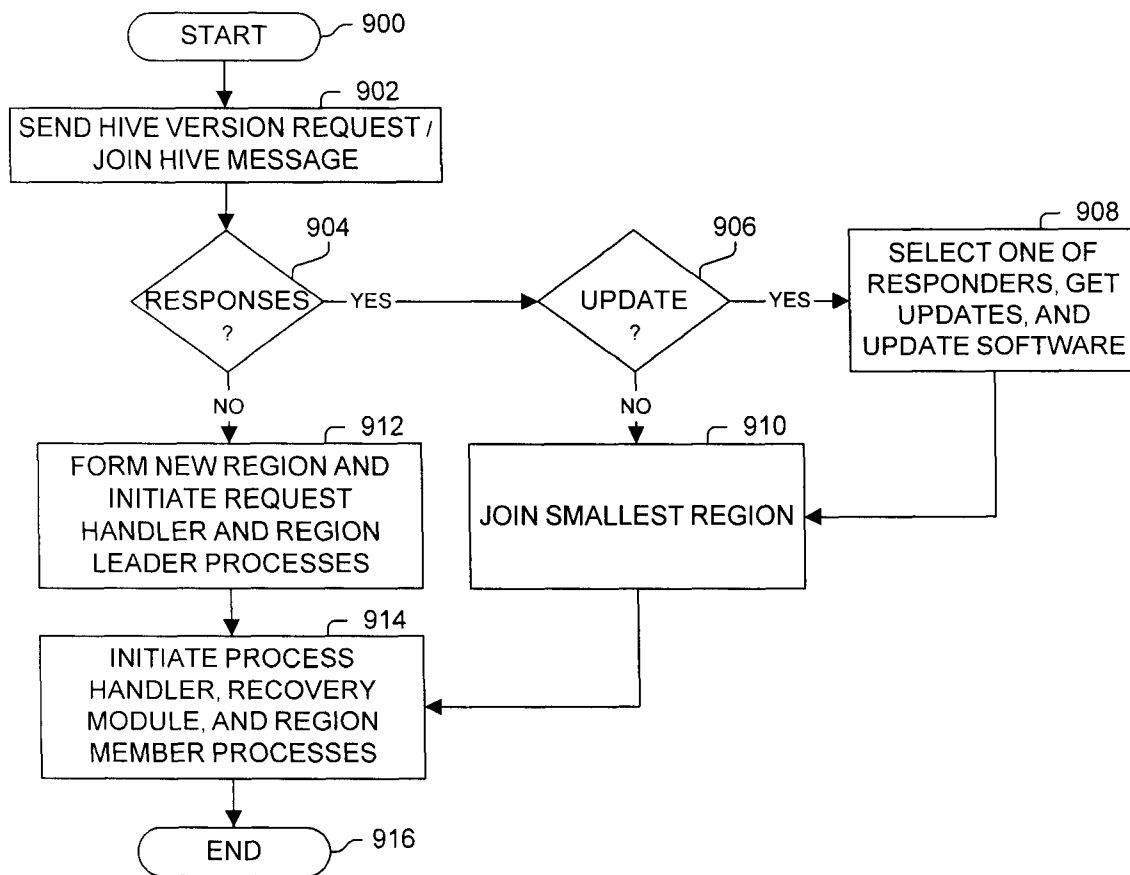 START
900
902
SEND HIVE VERSION REQUEST /
JOIN HIVE MESSAGE
904
RESPONSES
?
YES
906
UPDATE
?
YES
908
SELECT ONE OF
RESPONDERS, GET
UPDATES, AND
UPDATE SOFTWARE
NO
NO
912
FORM NEW REGION AND
INITIATE REQUEST
HANDLER AND REGION
LEADER PROCESSES
910
JOIN SMALLEST REGION
914
INITIATE PROCESS
HANDLER, RECOVERY
MODULE, AND REGION
MEMBER PROCESSES
END
916